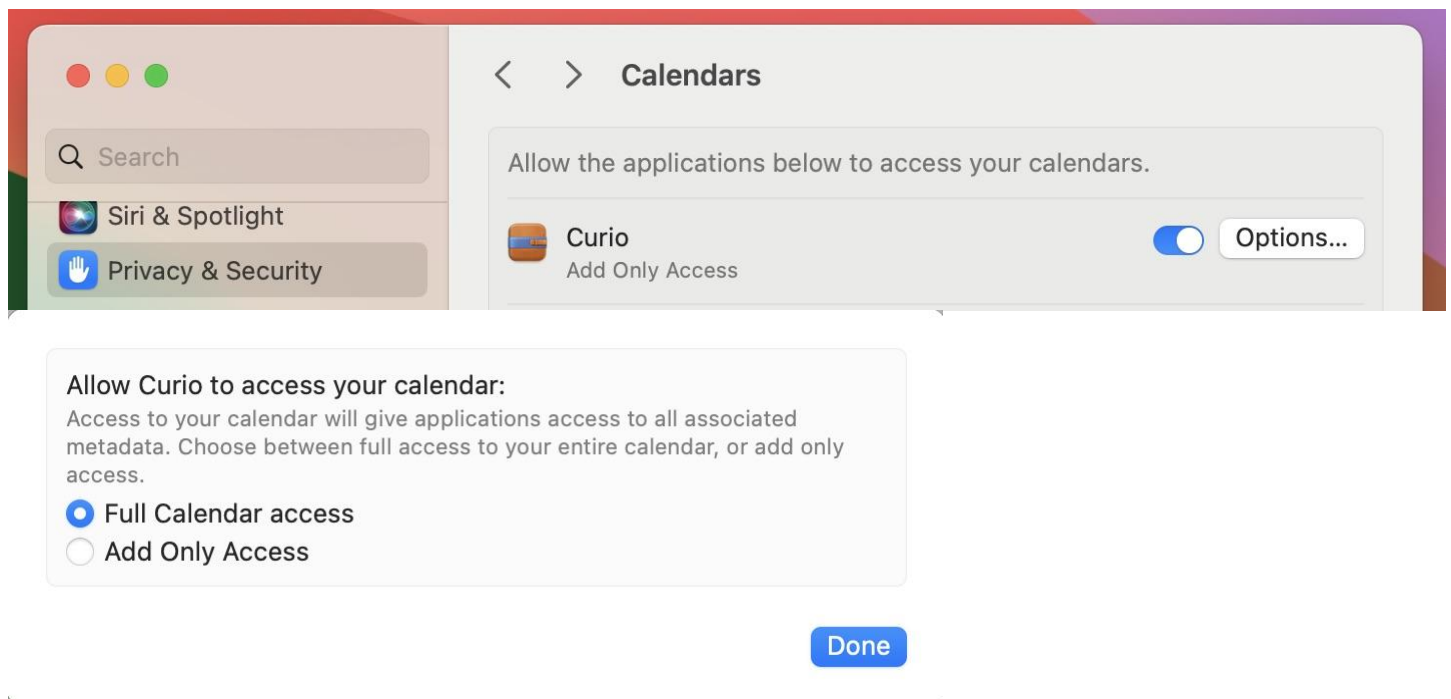 Calendars
Search
Siri & Spotlight
Privacy & Security
Allow the applications below to access your calendars.
Curio
Add Only Access
Options...
Allow Curio to access your calendar:
Access to your calendar will give applications access to all associated
metadata. Choose between full access to your entire calendar, or add only
access.
Full Calendar access
Add Only Access
Done